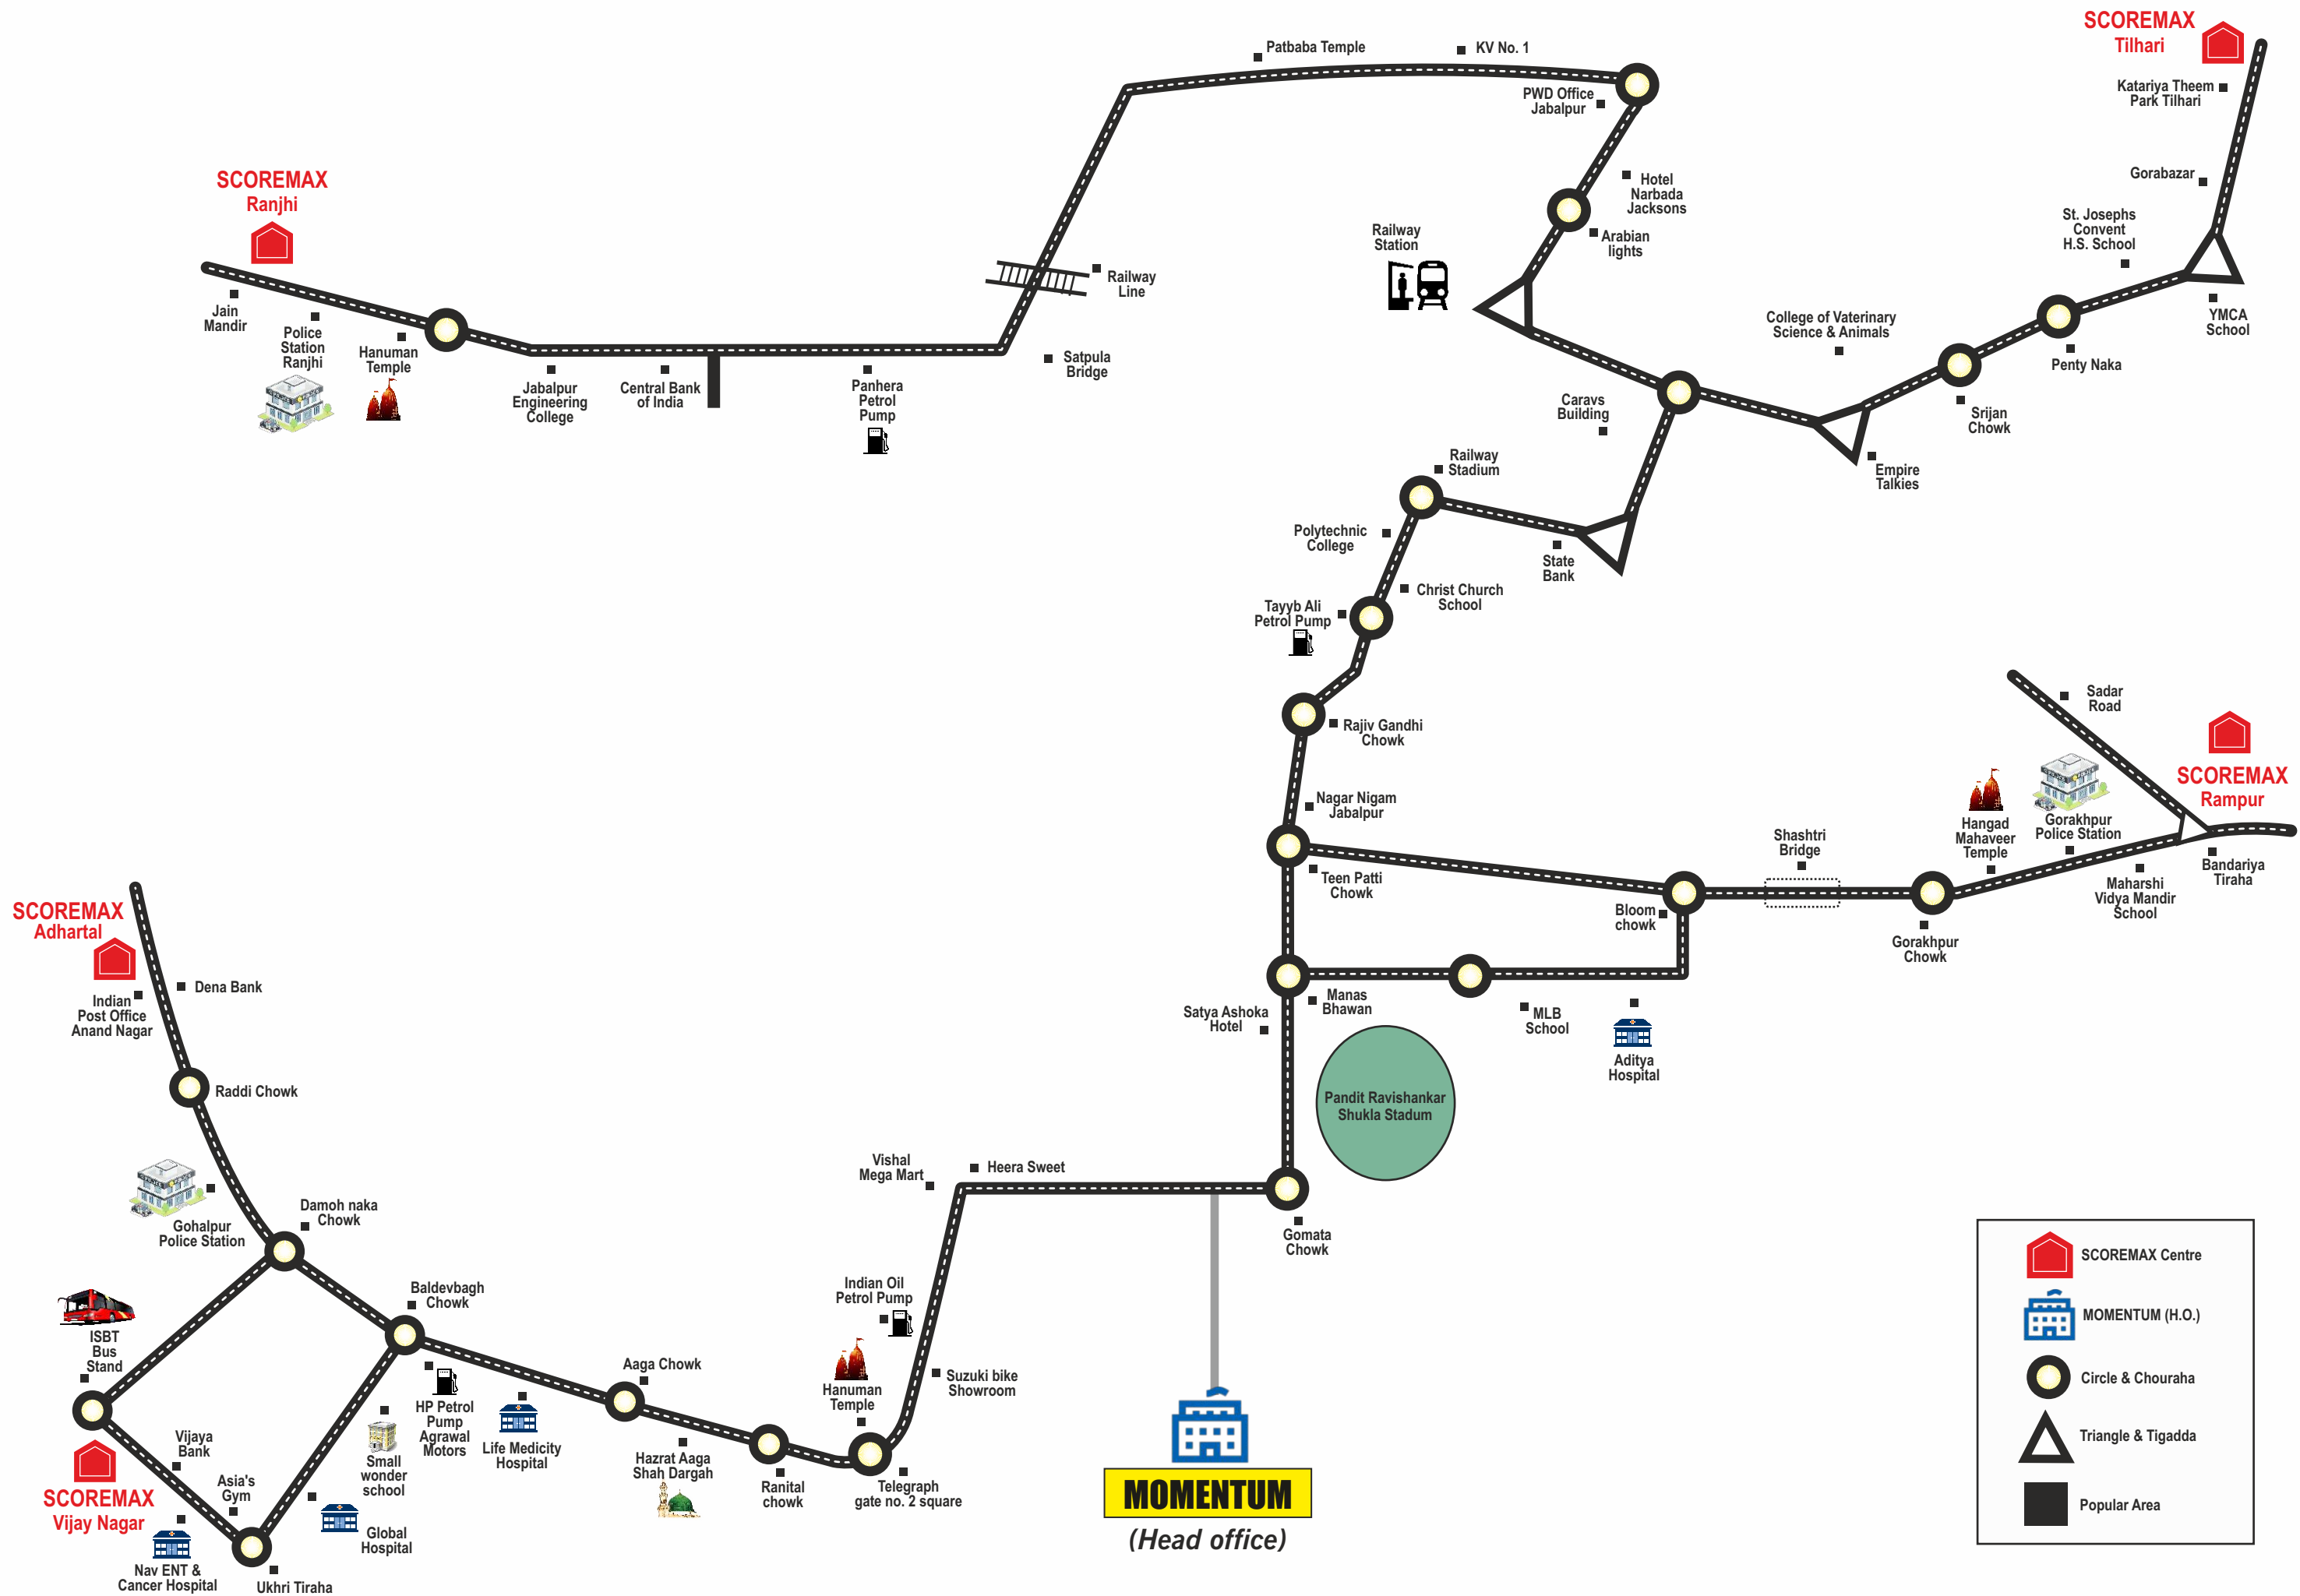 SCOREMAX
Tilhari
Patbaba Temple
KV No. 1
PWD Office
Jabalpur
Katariya Theem
Park Tilhari
Gorabazar
SCOREMAX
Ranjhi
Hotel
Narbada
Jacksons
Arabian
lights
Railway
Station
St. Josephs
Convent
H.S. School
YMCA
School
Railway
Line
Jain
Mandir
Police
Station
Ranjhi
Hanuman
Temple
Jabalpur
Engineering
College
Central Bank
of India
Panhera
Petrol
Pump
Satpula
Bridge
College of Vaterinary
Science & Animals
Penty Naka
Srijan
Chowk
Caravs
Building
Empire
Talkies
Railway
Stadium
Polytechnic
College
State
Bank
Christ Church
School
Tayyb Ali
Petrol Pump
Rajiv Gandhi
Chowk
Sadar
Road
SCOREMAX
Rampur
Nagar Nigam
Jabalpur
Teen Patti
Chowk
Shashtri
Bridge
Hangad
Mahaveer
Temple
Gorakhpur
Police Station
Bandariya
Tiraha
Maharshi
Vidya Mandir
School
Bloom
chowk
Gorakhpur
Chowk
SCOREMAX
Adhartal
Dena Bank
Indian
Post Office
Anand Nagar
Satya Ashoka
Hotel
Manas
Bhawan
MLB
School
Aditya
Hospital
Raddi Chowk
Pandit Ravishankar
Shukla Stadum
Vishal
Mega Mart
Heera Sweet
Gohalpur
Police Station
Damoh naka
Chowk
Gomata
Chowk
Baldevbagh
Chowk
Indian Oil
Petrol Pump
ISBT
Bus
Stand
Aaga Chowk
Hanuman
Temple
Suzuki bike
Showroom
HP Petrol
Pump
Agrawal
Motors
Life Medicity
Hospital
Hazrat Aaga
Shah Dargah
Ranital
chowk
Telegraph
gate no. 2 square
Vijaya
Bank
Asia's
Gym
Small
wonder
school
SCOREMAX
Vijay Nagar
Global
Hospital
Nav ENT &
Cancer Hospital
Ukhri Tiraha
MOMENTUM
(Head office)
SCOREMAX Centre
MOMENTUM (H.O.)
Circle & Chouraha
Triangle & Tigadda
Popular Area